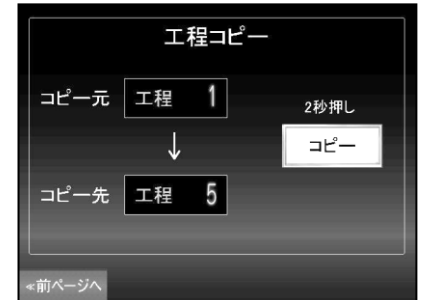 工程コピー
コピー元 工程 1
↓
コピー先 工程 5
2秒押し
コピー
≪前ページへ